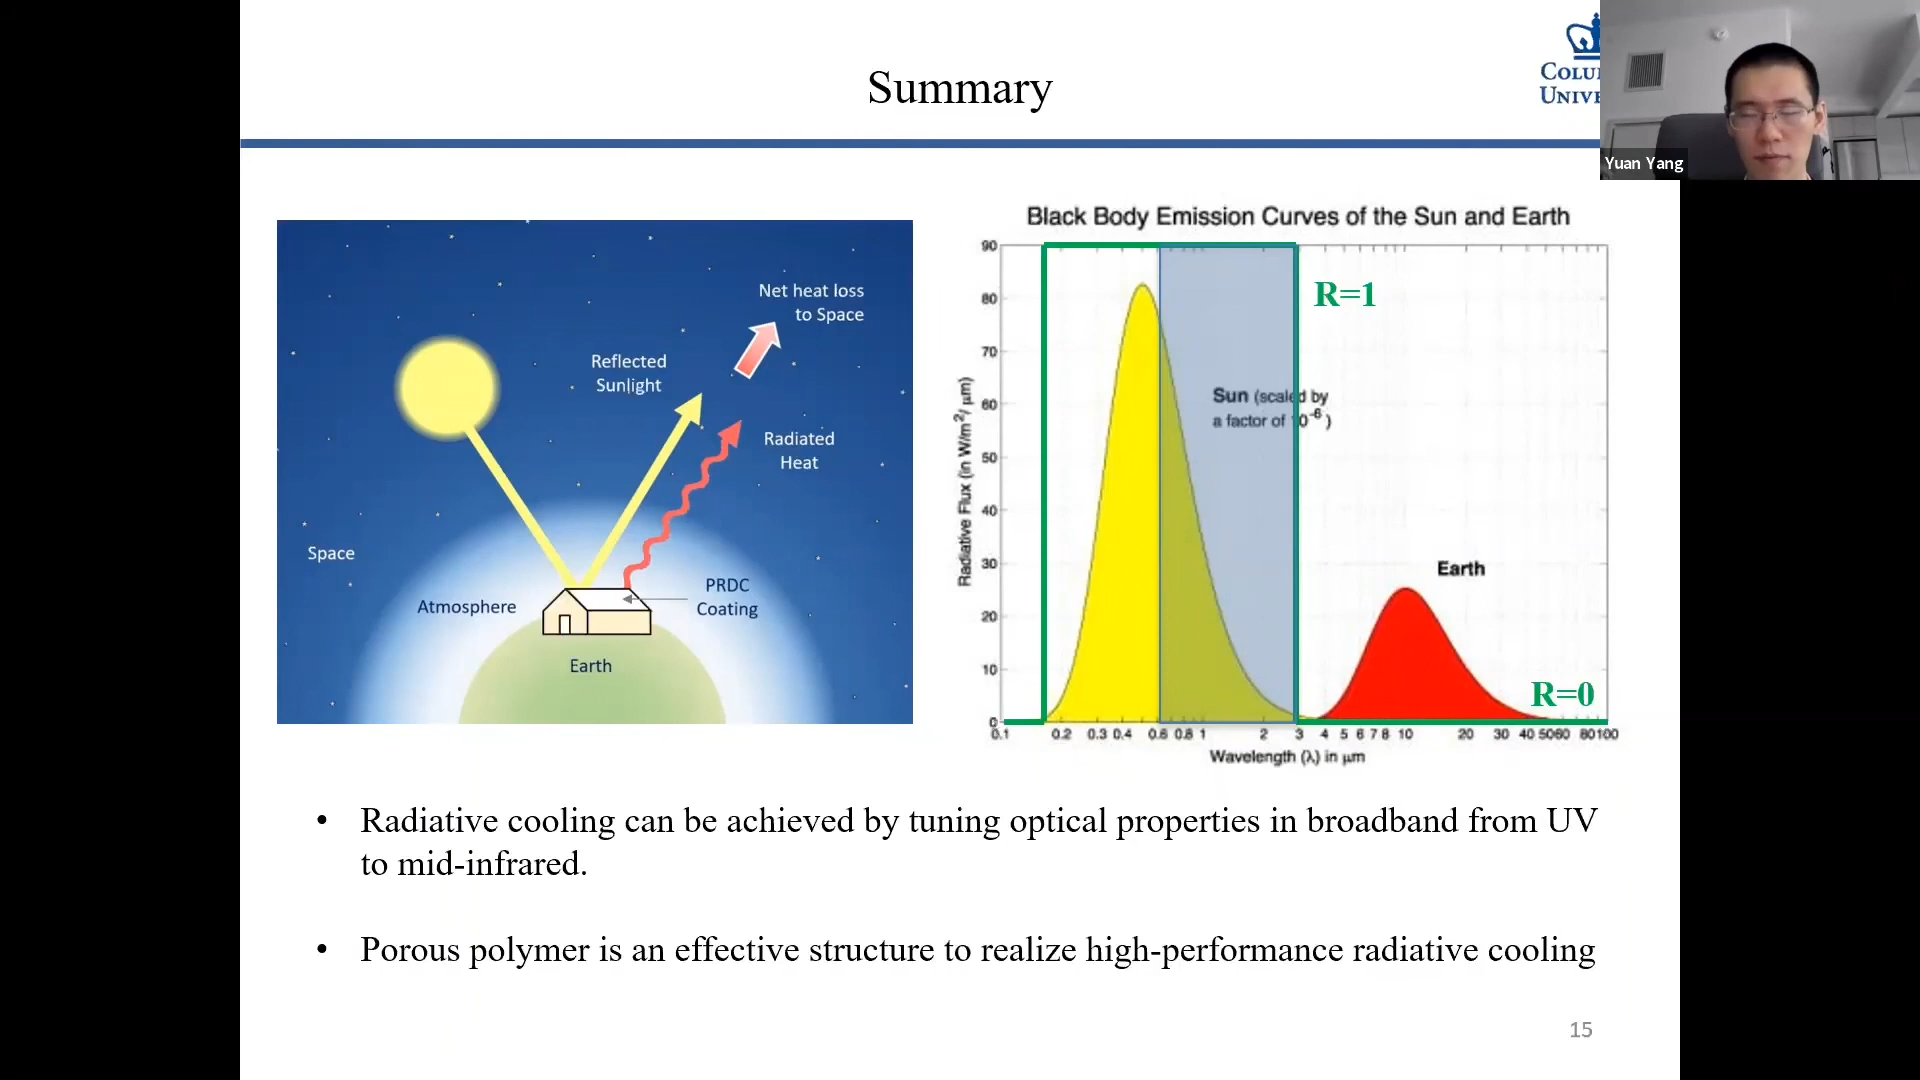 Summary
COLU
UNIVE
Yuan Yang
Net heat loss
to Space
Reflected
Sunlight
Radiated
Heat
Space
Atmosphere
PRDC
Coating
Earth
Black Body Emission Curves of the Sun and Earth
R=1
Sun (scaled by
a factor of 10-6)
Earth
R=0
Radiative Flux (in W/m2/ μm)
90
80
70
60
50
40
30
20
10
0
0.1 0.2 0.3 0.4 0.6 0.8 1 2 3 4 5 6 7 8 10 20 30 40 5060 80100
Wavelength (λ) in μm
• Radiative cooling can be achieved by tuning optical properties in broadband from UV
to mid-infrared.
• Porous polymer is an effective structure to realize high-performance radiative cooling
15